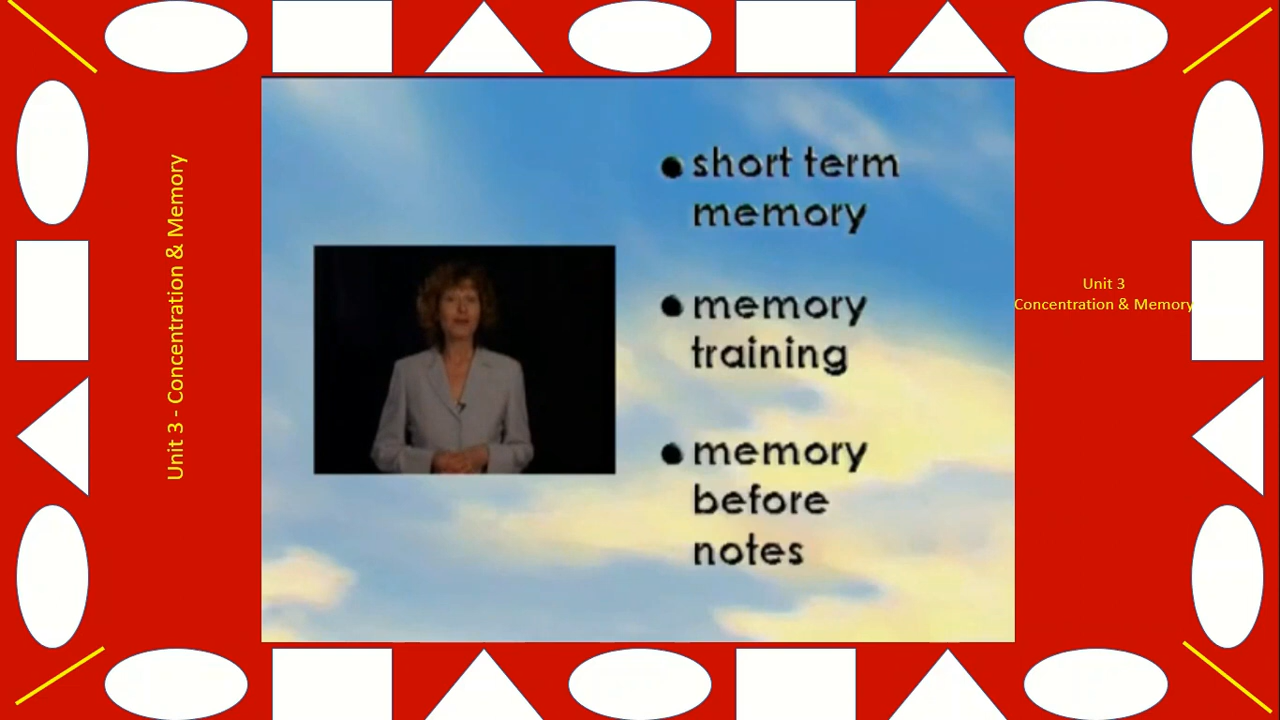 Unit 3 - Concentration & Memory
short term
memory
memory
training
memory
before
notes
Unit 3
Concentration & Memory